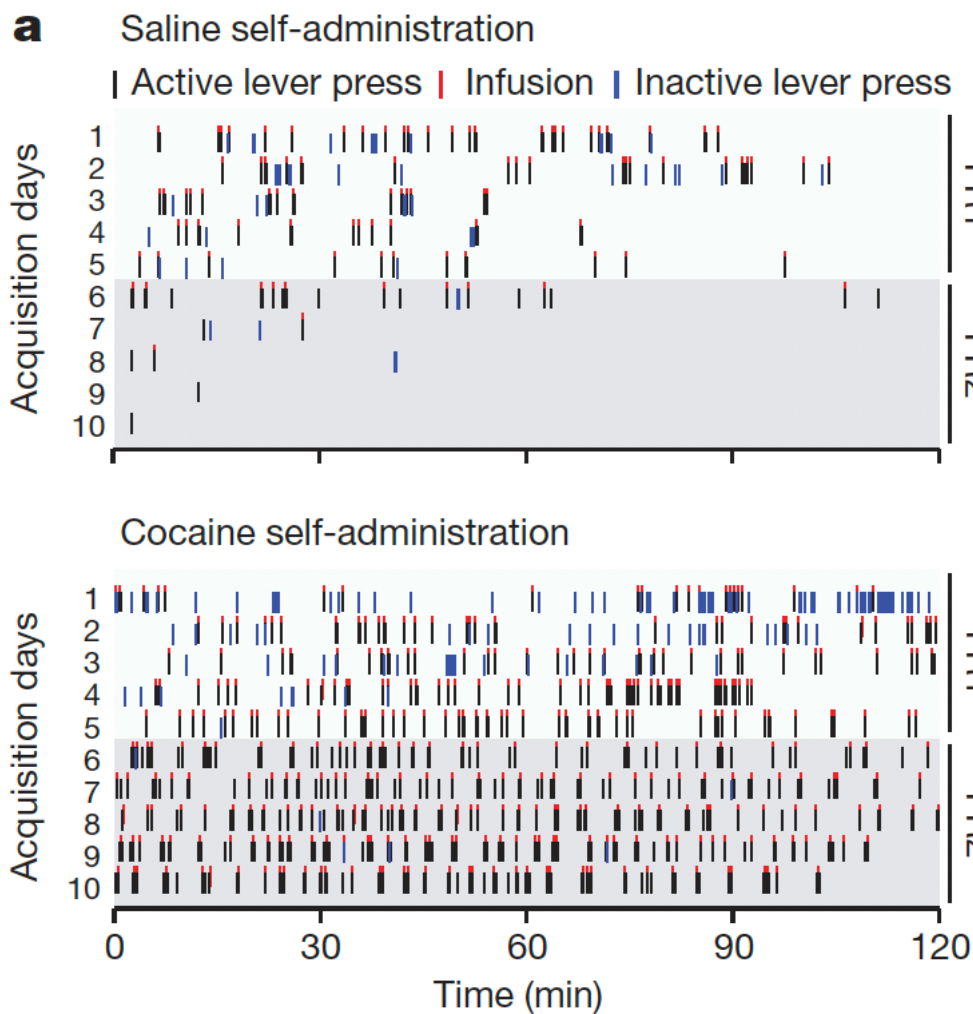 a Saline self-administration
Active lever press Infusion Inactive lever press
Acquisition days
1
2
3
4
5
6
7
8
9
10
Cocaine self-administration
Acquisition days
1
2
3
4
5
6
7
8
9
10
0 30 60 90 120
Time (min)